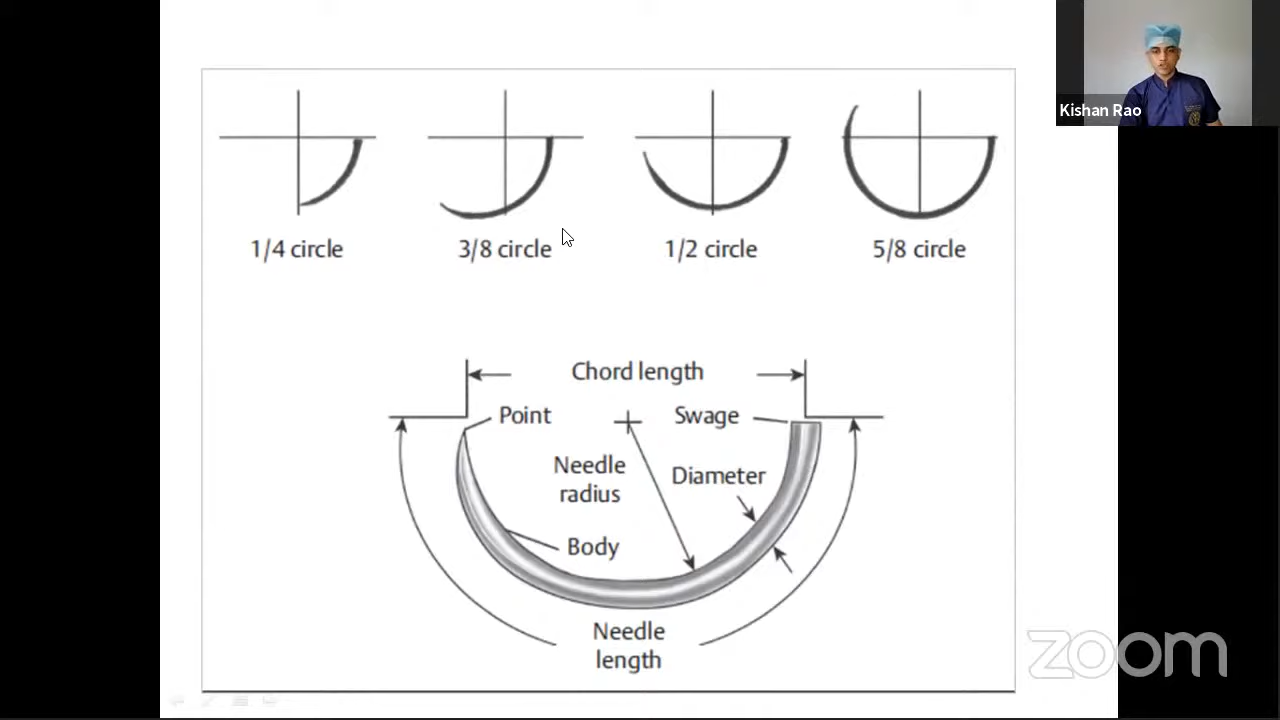 Kishan Rao
1/4 circle
3/8 circle
1/2 circle
5/8 circle
Chord length
Point
Swage
Needle
radius
Diameter
Body
Needle
length
zoom